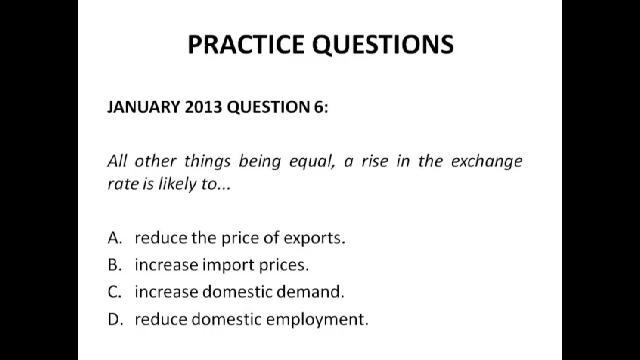 PRACTICE QUESTIONS
JANUARY 2013 QUESTION 6:
All other things being equal, a rise in the exchange
rate is likely to...
A. reduce the price of exports.
B. increase import prices.
C. increase domestic demand.
D. reduce domestic employment.